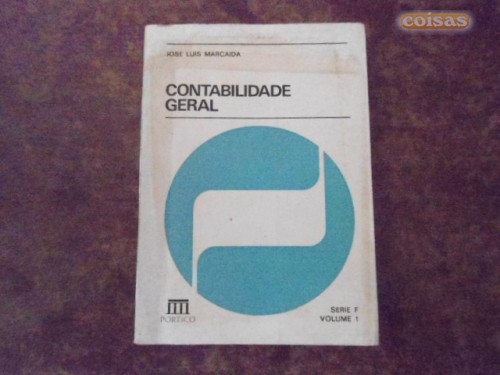 coisas
JOSE LUIS MARCAIDA
CONTABILIDADE
GERAL
SERIE F
VOLUME 1
PORTICO